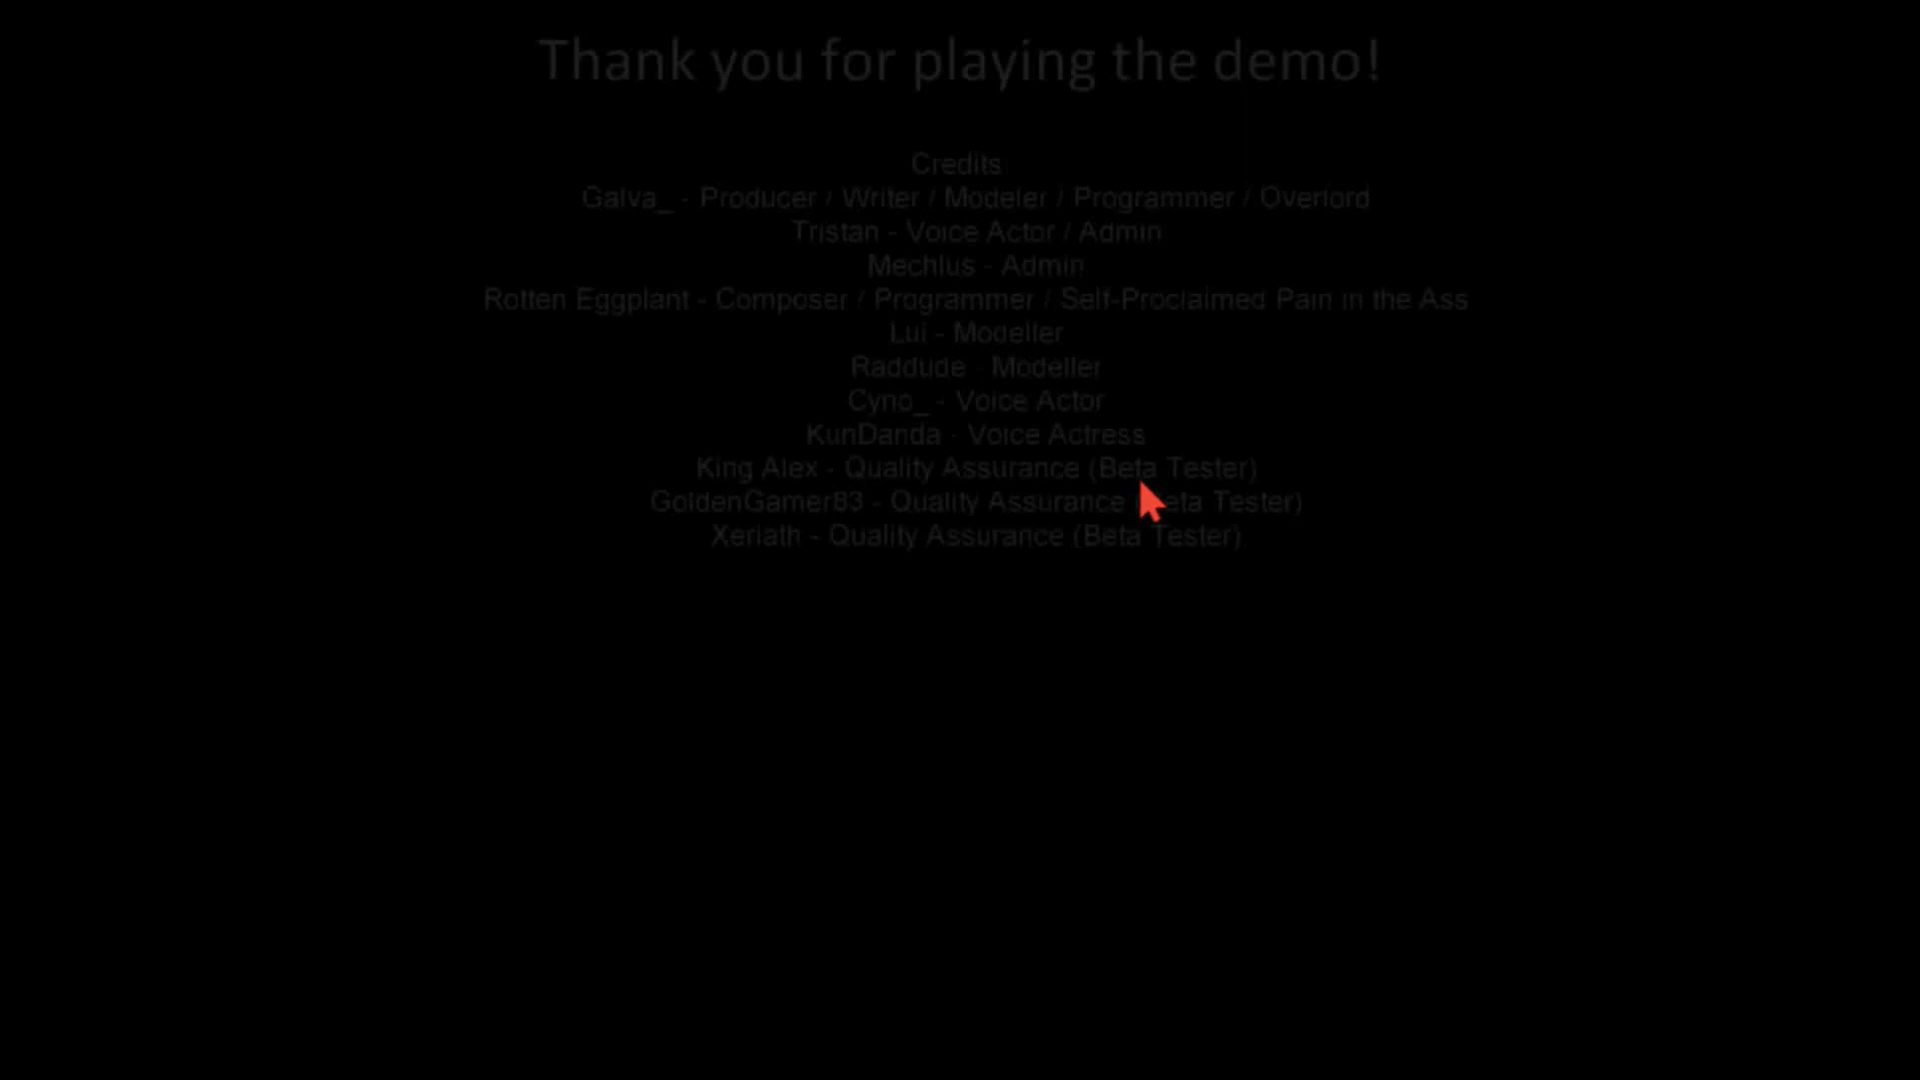 Thank you for playing the demo!
Credits
Galva_ - Producer / Writer / Modeler / Programmer / Overlord
Tristan - Voice Actor / Admin
Mechlus - Admin
Rotten Eggplant - Composer / Programmer / Self-Proclaimed Pain in the Ass
Lui - Modeller
Raddude - Modeller
Cyno_ - Voice Actor
KunDanda - Voice Actress
King Alex - Quality Assurance (Beta Tester)
GoldenGamer83 - Quality Assurance (Beta Tester)
Xeriath - Quality Assurance (Beta Tester)